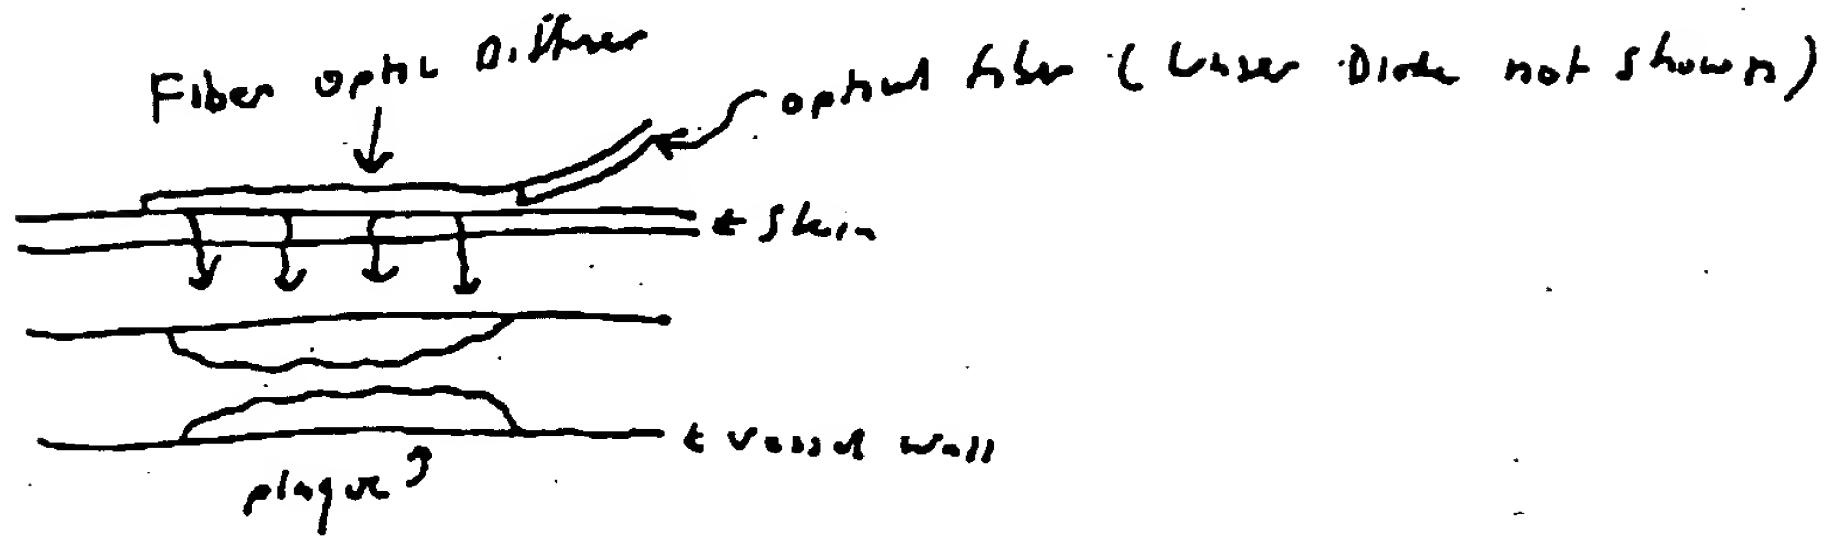 Fiber optic Diffuser
optical fiber (Laser Diode not shown)
← Skin
← Vessel wall
plaque